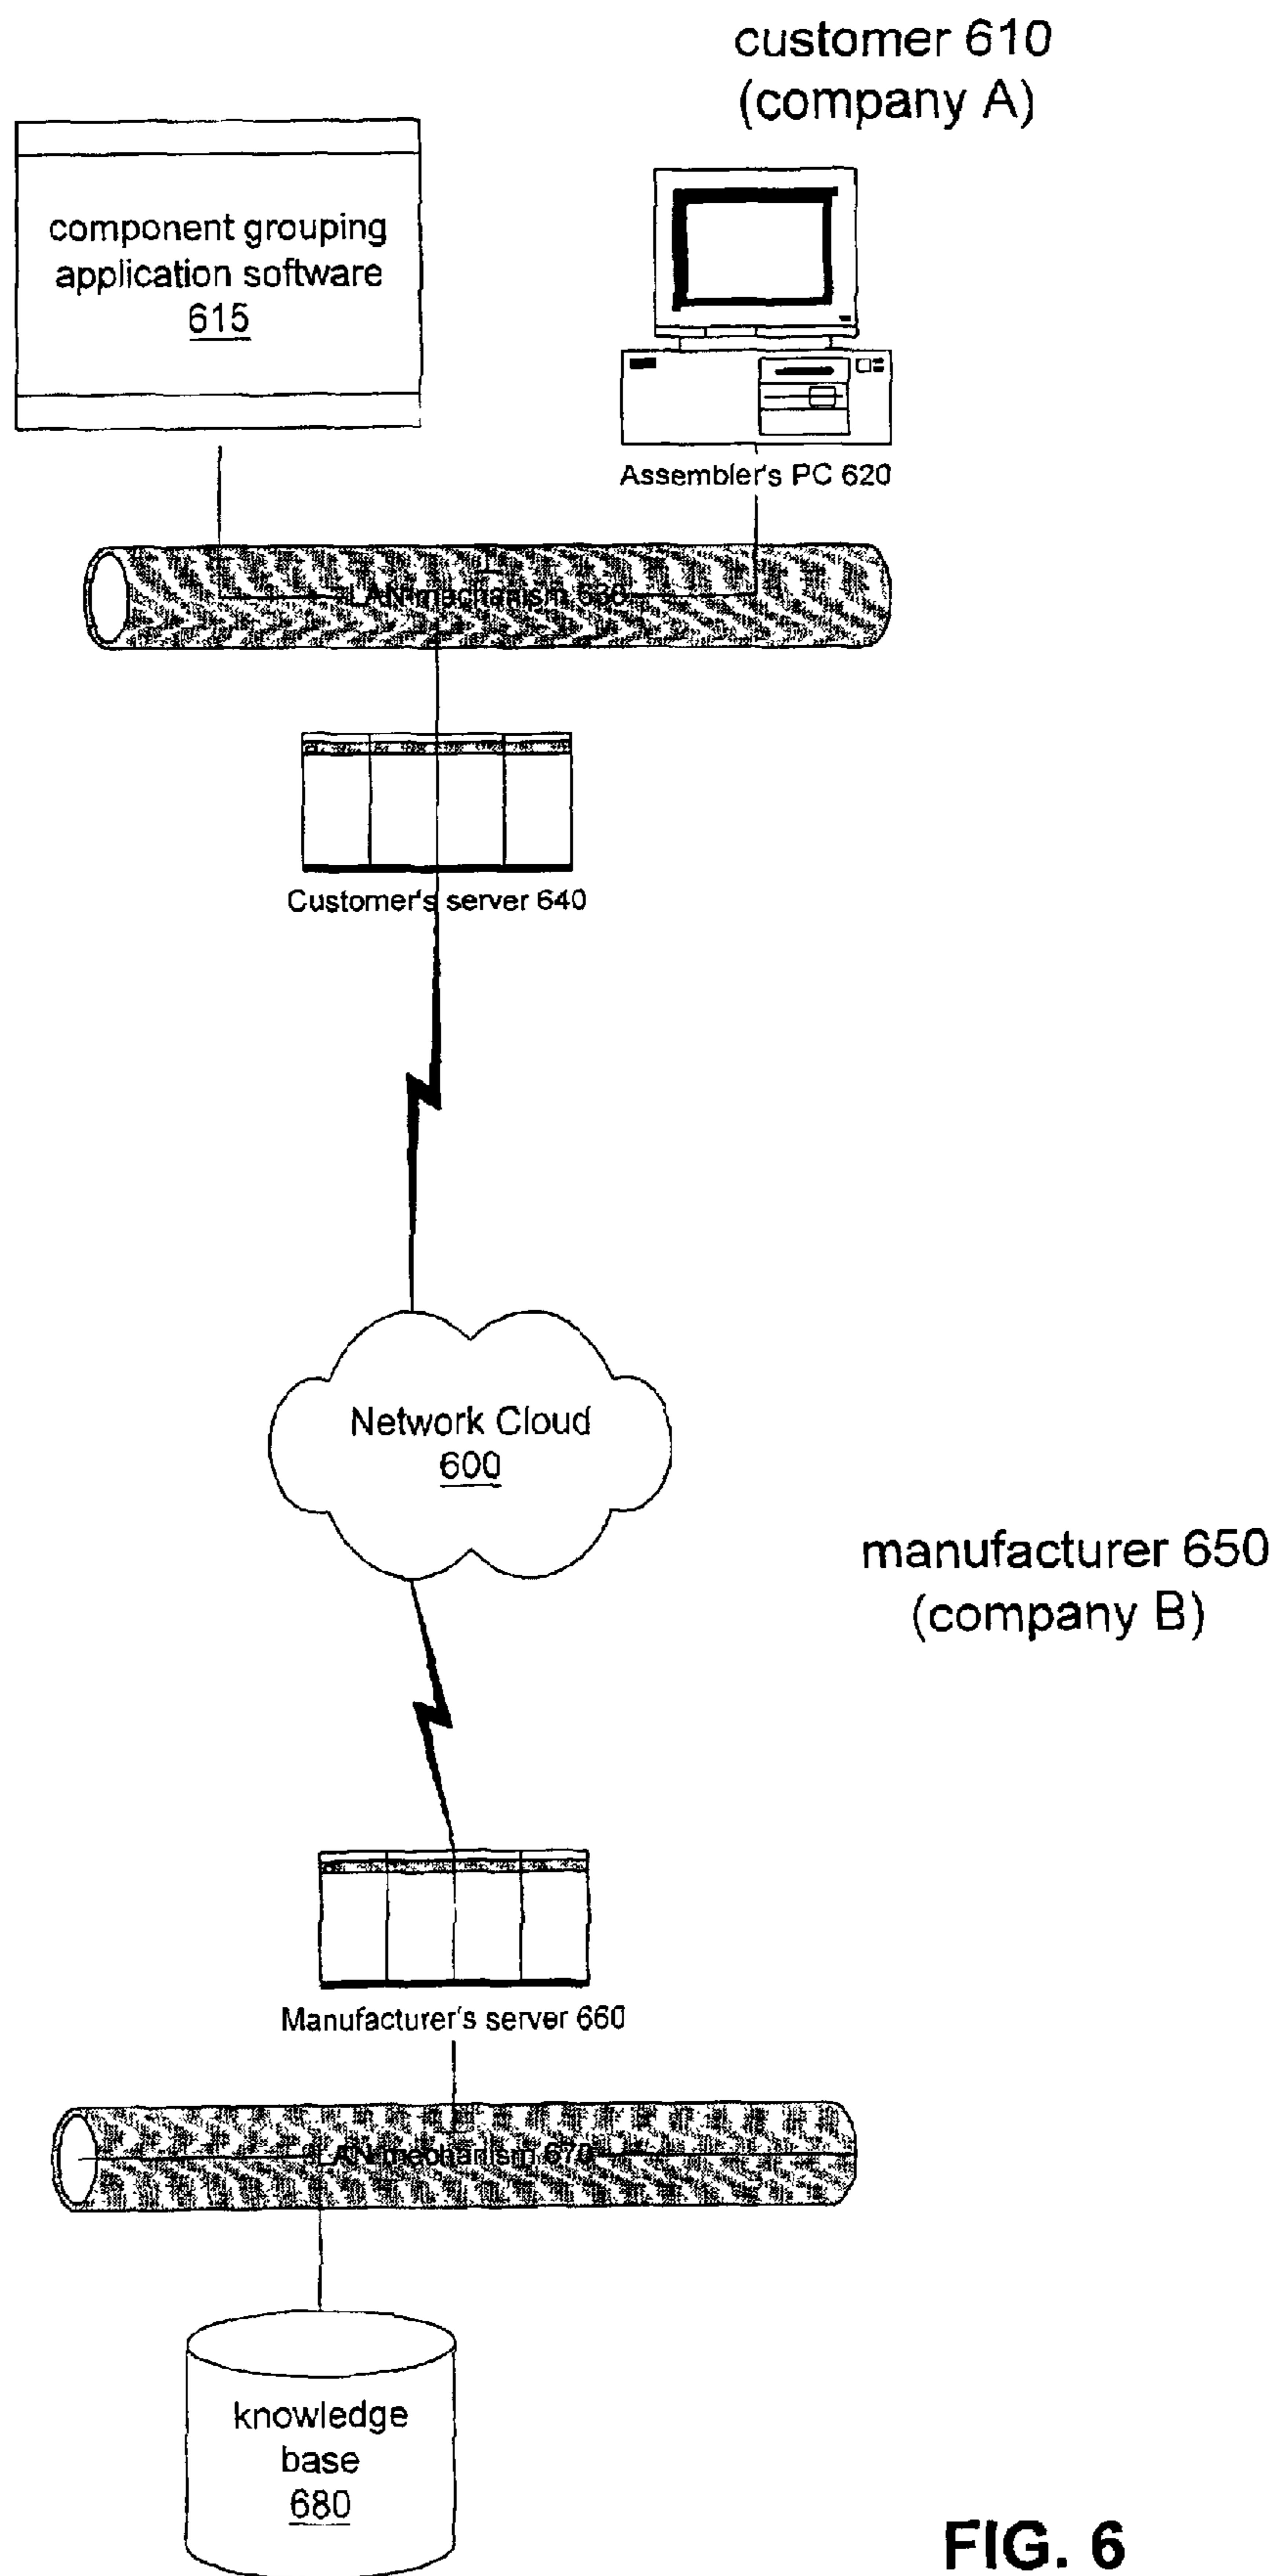 customer 610
(company A)
component grouping
application software
615
Assembler's PC 620
LAN mechanism 630
Customer's server 640
Network Cloud
600
manufacturer 650
(company B)
Manufacturer's server 660
LAN mechanism 670
knowledge
base
680
FIG. 6